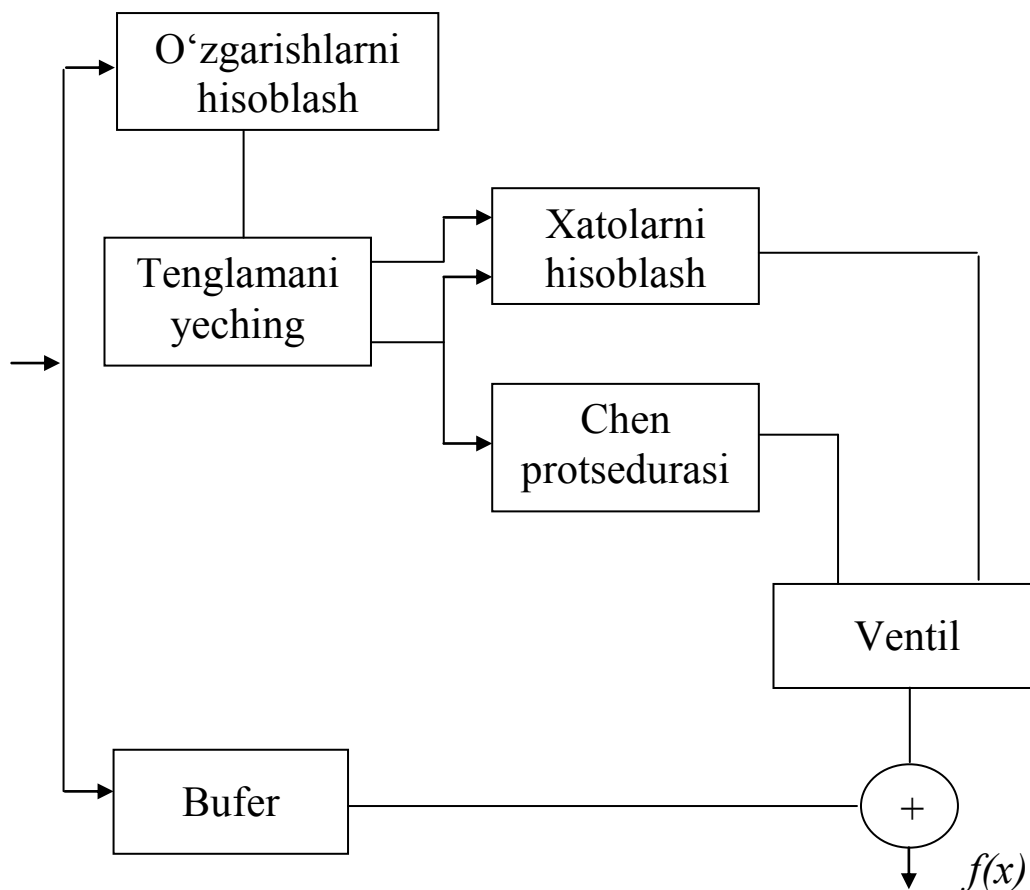 O‘zgarishlarni
hisoblash
Xatolarni
hisoblash
Tenglamani
yeching
Chen
protsedurasi
Ventil
Bufer
+
f(x)